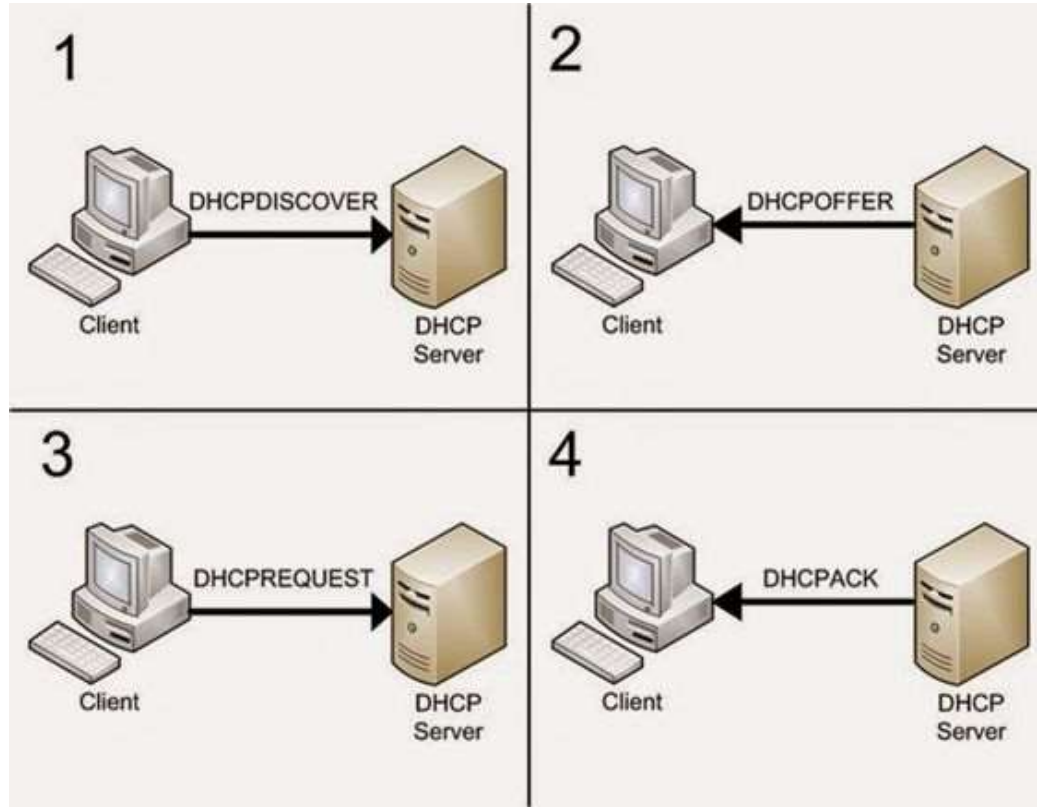 1
DHCPDISCOVER
Client
DHCP
Server
2
DHCPOFFER
Client
DHCP
Server
3
DHCPREQUEST
Client
DHCP
Server
4
DHCPACK
Client
DHCP
Server